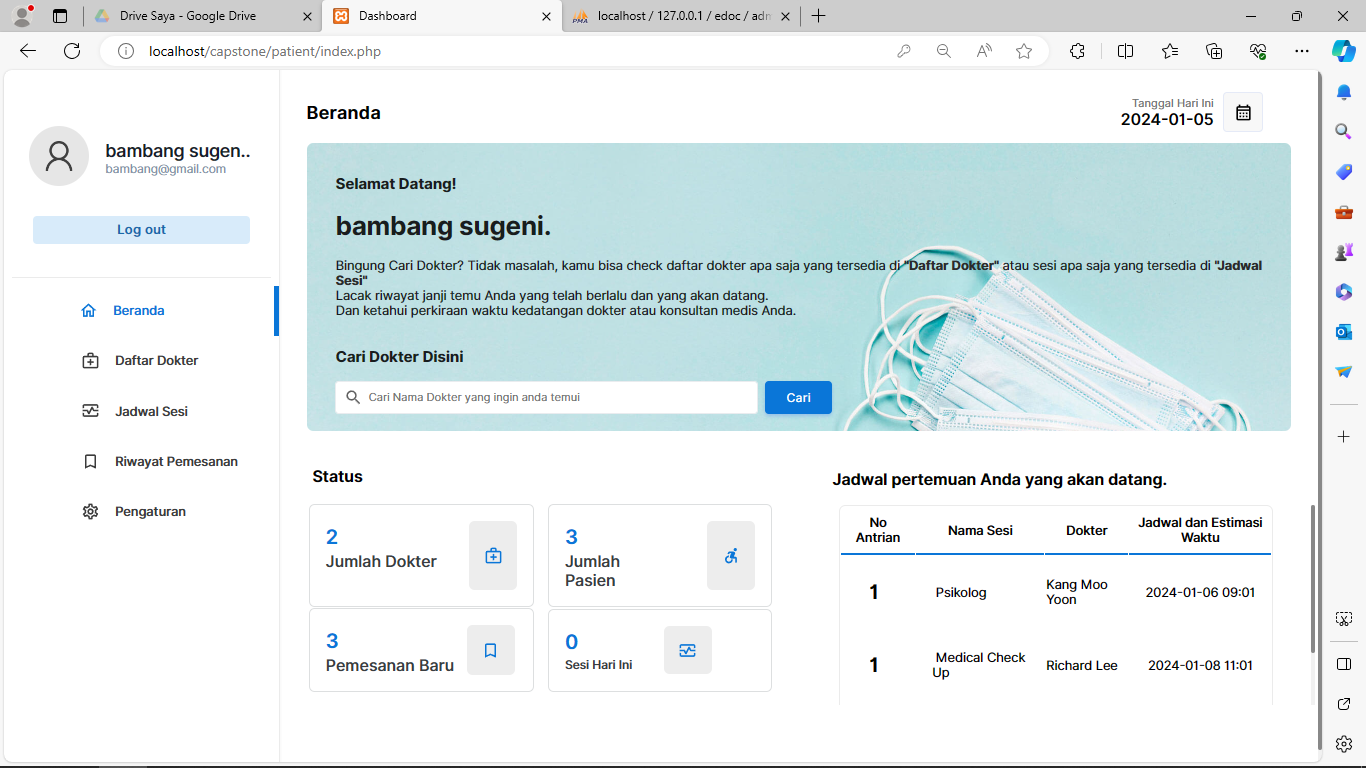 Drive Saya - Google Drive
Dashboard
localhost / 127.0.0.1 / edoc / adm
localhost/capstone/patient/index.php
bambang sugen..
bambang@gmail.com
Log out
Beranda
Daftar Dokter
Jadwal Sesi
Riwayat Pemesanan
Pengaturan
Beranda
Tanggal Hari Ini
2024-01-05
Selamat Datang!
bambang sugeni.
Bingung Cari Dokter? Tidak masalah, kamu bisa check daftar dokter apa saja yang tersedia di "Daftar Dokter" atau sesi apa saja yang tersedia di "Jadwal
Sesi"
Lacak riwayat janji temu Anda yang telah berlalu dan yang akan datang.
Dan ketahui perkiraan waktu kedatangan dokter atau konsultan medis Anda.
Cari Dokter Disini
Cari Nama Dokter yang ingin anda temui
Cari
Status
2
Jumlah Dokter
3
Jumlah
Pasien
3
Pemesanan Baru
0
Sesi Hari Ini
Jadwal pertemuan Anda yang akan datang.
No
Antrian
Nama Sesi
Dokter
Jadwal dan Estimasi
Waktu
1
Psikolog
Kang Moo
Yoon
2024-01-06 09:01
1
Medical Check
Up
Richard Lee
2024-01-08 11:01